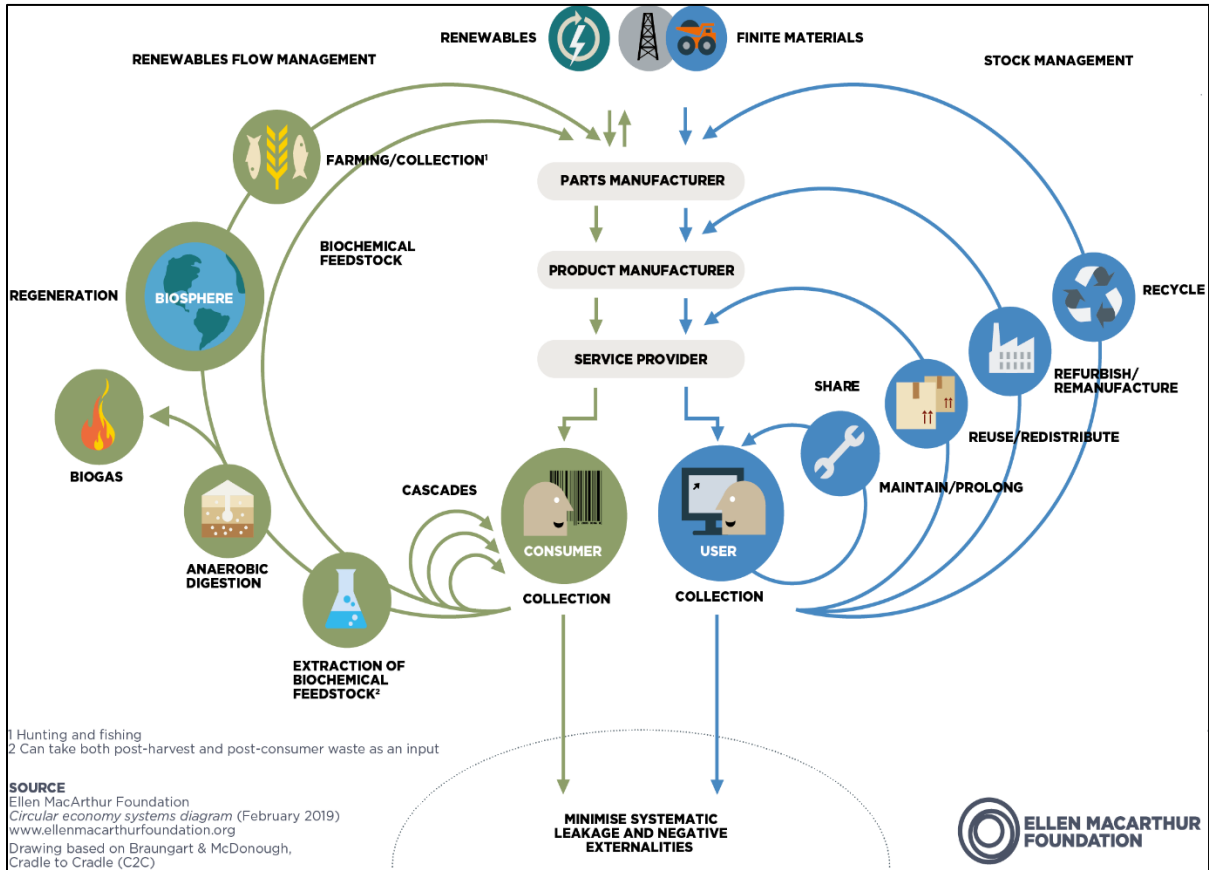 RENEWABLES
FINITE MATERIALS
RENEWABLES FLOW MANAGEMENT
STOCK MANAGEMENT
FARMING/COLLECTION¹
PARTS MANUFACTURER
BIOCHEMICAL
FEEDSTOCK
PRODUCT MANUFACTURER
REGENERATION
BIOSPHERE
RECYCLE
SERVICE PROVIDER
SHARE
REFURBISH/
REMANUFACTURE
REUSE/REDISTRIBUTE
BIOGAS
CASCADES
MAINTAIN/PROLONG
CONSUMER
USER
ANAEROBIC
DIGESTION
COLLECTION
COLLECTION
EXTRACTION OF
BIOCHEMICAL
FEEDSTOCK²
1 Hunting and fishing
2 Can take both post-harvest and post-consumer waste as an input
SOURCE
Ellen MacArthur Foundation
Circular economy systems diagram (February 2019)
www.ellenmacarthurfoundation.org
Drawing based on Braungart & McDonough,
Cradle to Cradle (C2C)
MINIMISE SYSTEMATIC
LEAKAGE AND NEGATIVE
EXTERNALITIES
ELLEN MACARTHUR
FOUNDATION